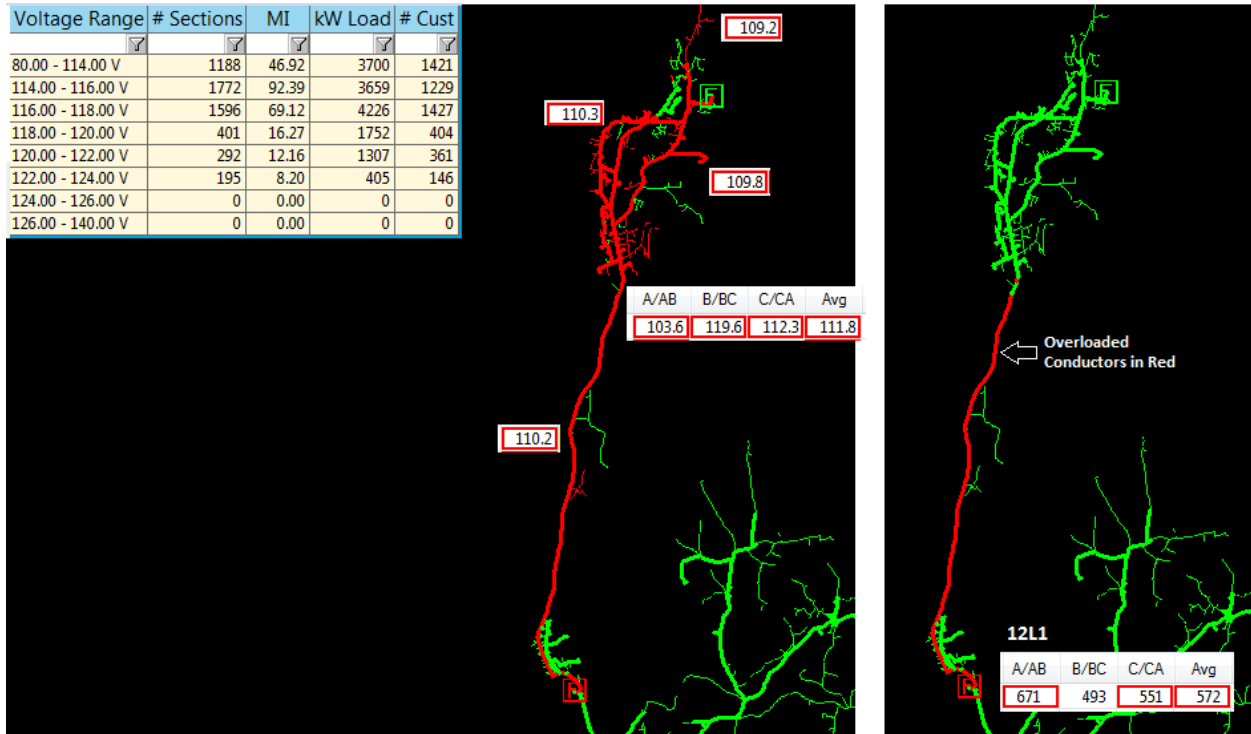 Voltage Range # Sections MI kW Load # Cust
80.00 - 114.00 V 1188 46.92 3700 1421
114.00 - 116.00 V 1772 92.39 3659 1229
116.00 - 118.00 V 1596 69.12 4226 1427
118.00 - 120.00 V 401 16.27 1752 404
120.00 - 122.00 V 292 12.16 1307 361
122.00 - 124.00 V 195 8.20 405 146
124.00 - 126.00 V 0 0.00 0 0
126.00 - 140.00 V 0 0.00 0 0
109.2
F
110.3
109.8
A/AB B/BC C/CA Avg
103.6 119.6 112.3 111.8
110.2
F
F
Overloaded
Conductors in Red
12L1
A/AB B/BC C/CA Avg
671 493 551 572
F